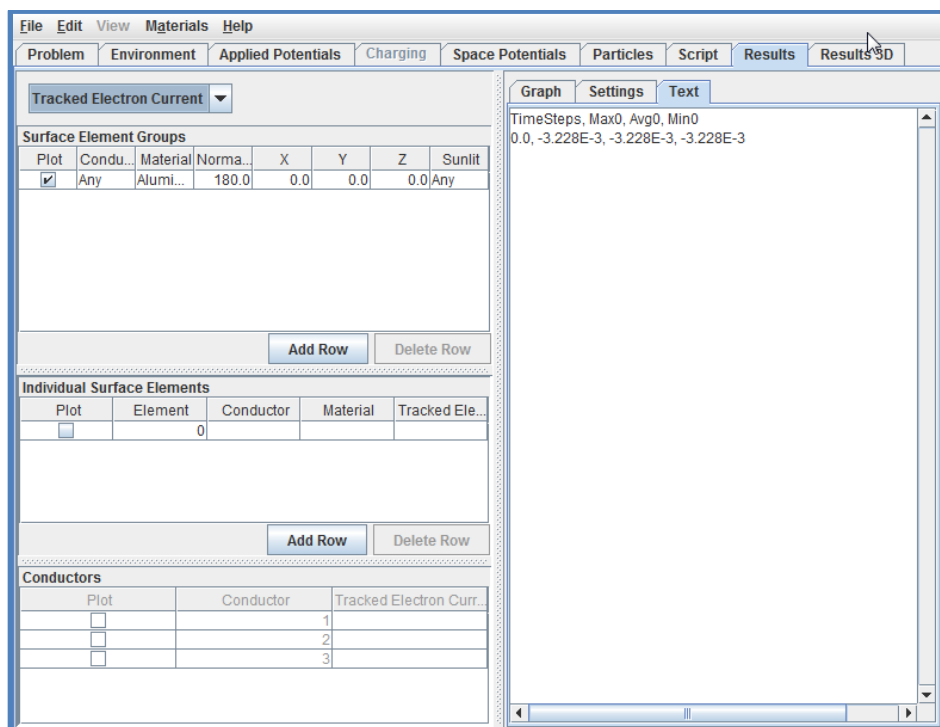 File Edit View Materials Help
Problem Environment Applied Potentials Charging Space Potentials Particles Script Results Results 3D
Tracked Electron Current
Surface Element Groups
Plot Condu... Material Norma... X Y Z Sunlit
Any Alumi... 180.0 0.0 0.0 0.0 Any
Add Row Delete Row
Individual Surface Elements
Plot Element Conductor Material Tracked Ele...
0
Add Row Delete Row
Conductors
Plot Conductor Tracked Electron Curr...
1
2
3
Graph Settings Text
TimeSteps, Max0, Avg0, Min0
0.0, -3.228E-3, -3.228E-3, -3.228E-3